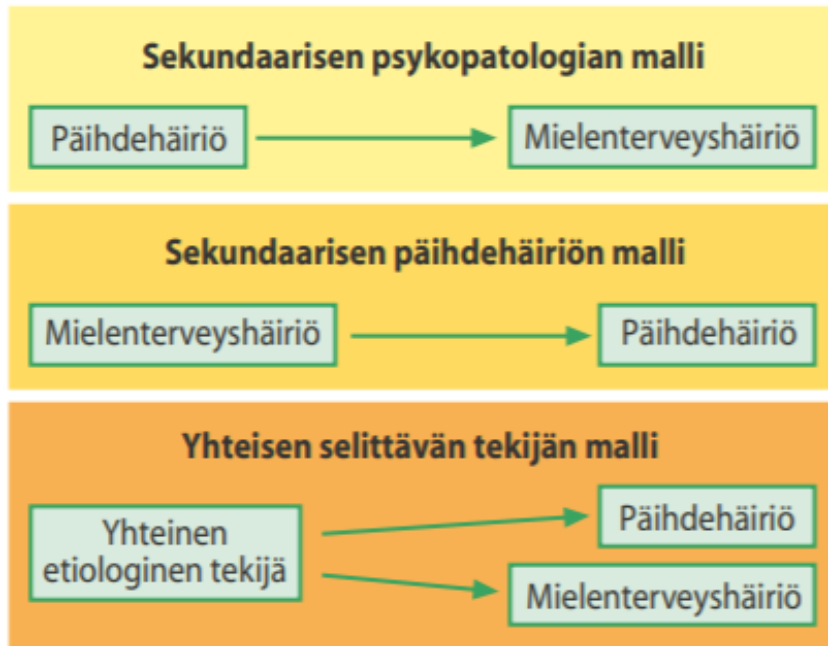 Sekundaarisen psykopatologian malli
Päihdehäiriö
Mielenterveyshäiriö
Sekundaarisen päihdehäiriön malli
Mielenterveyshäiriö
Päihdehäiriö
Yhteisen selittävän tekijän malli
Yhteinen
etiologinen tekijä
Päihdehäiriö
Mielenterveyshäiriö